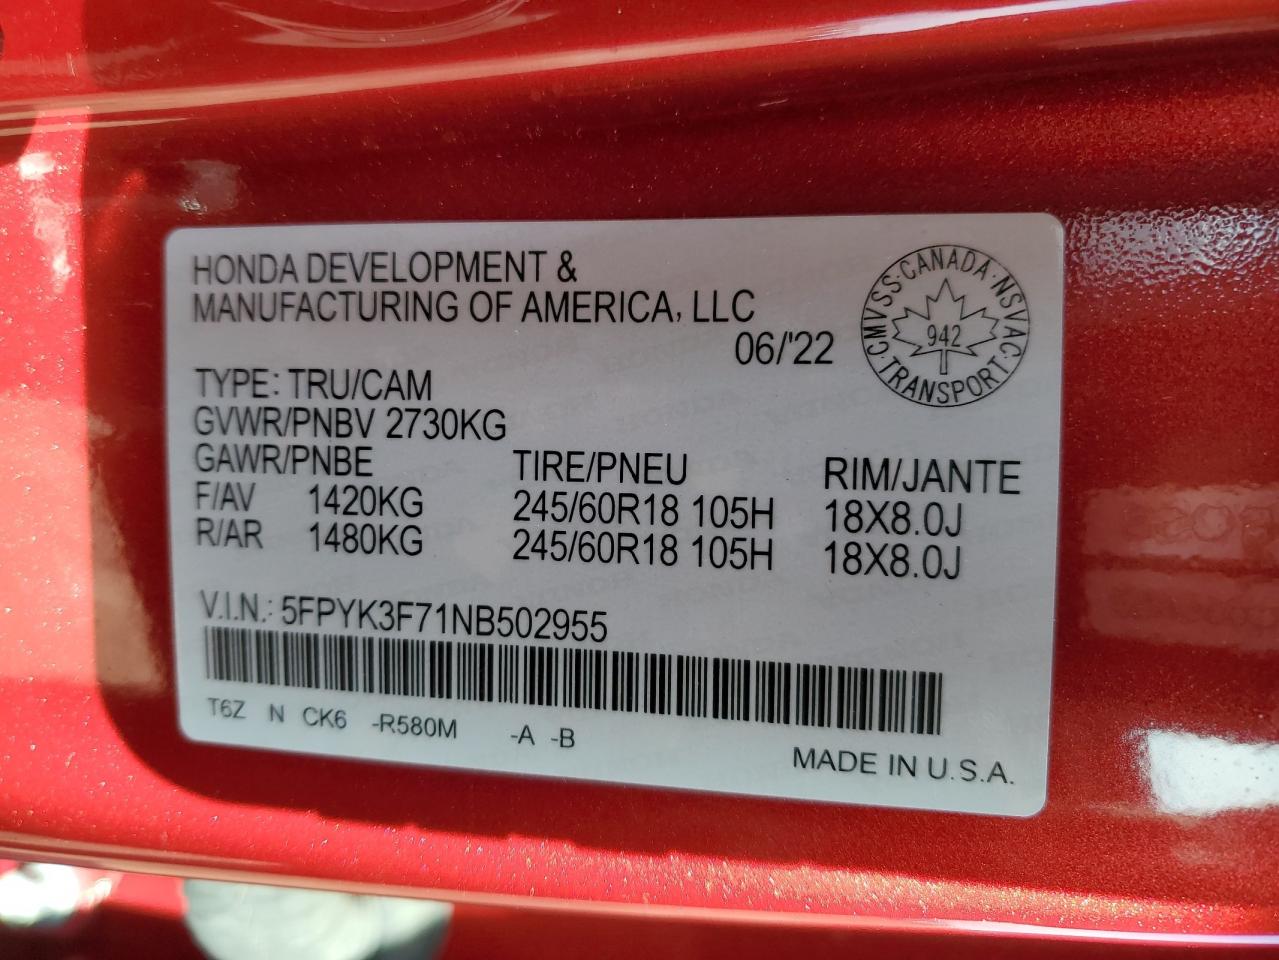 HONDA DEVELOPMENT &
MANUFACTURING OF AMERICA, LLC
06/'22
CMVSS·CANADA·NSVAC·TRANSPORT·
942
TYPE: TRU/CAM
GVWR/PNBV 2730KG
GAWR/PNBE TIRE/PNEU RIM/JANTE
F/AV 1420KG 245/60R18 105H 18X8.0J
R/AR 1480KG 245/60R18 105H 18X8.0J
V.I.N.: 5FPYK3F71NB502955
T6Z N CK6 -R580M -A -B
MADE IN U.S.A.